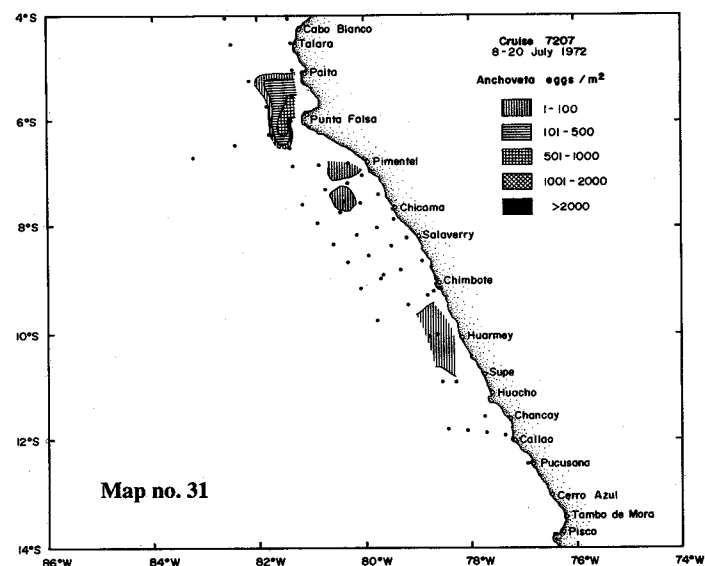 4°S
6°S
8°S
10°S
12°S
14°S
86°W
84°W
82°W
80°W
78°W
76°W
74°W
Cabo Blanco
Talara
Paita
Punta Falsa
Pimentel
Chicama
Salaverry
Chimbote
Huarmey
Supe
Huacho
Chancay
Callao
Pucusana
Cerro Azul
Tambo de Mora
Pisco
Cruise 7207
8-20 July 1972
Anchoveta eggs / m²
1-100
101-500
501-1000
1001-2000
>2000
Map no. 31